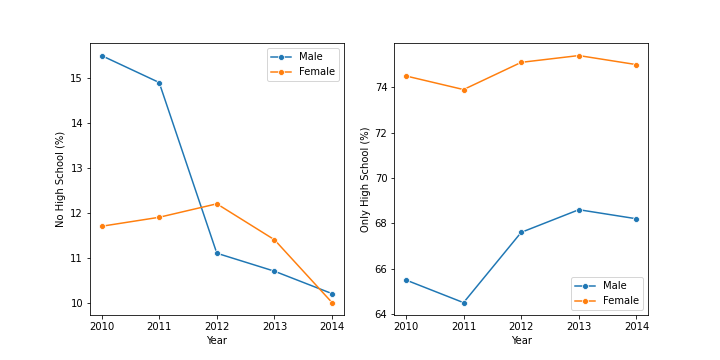 No High School (%)
15
14
13
12
11
10
2010 2011 2012 2013 2014
Year
Male
Female
Only High School (%)
74
72
70
68
66
64
2010 2011 2012 2013 2014
Year
Male
Female